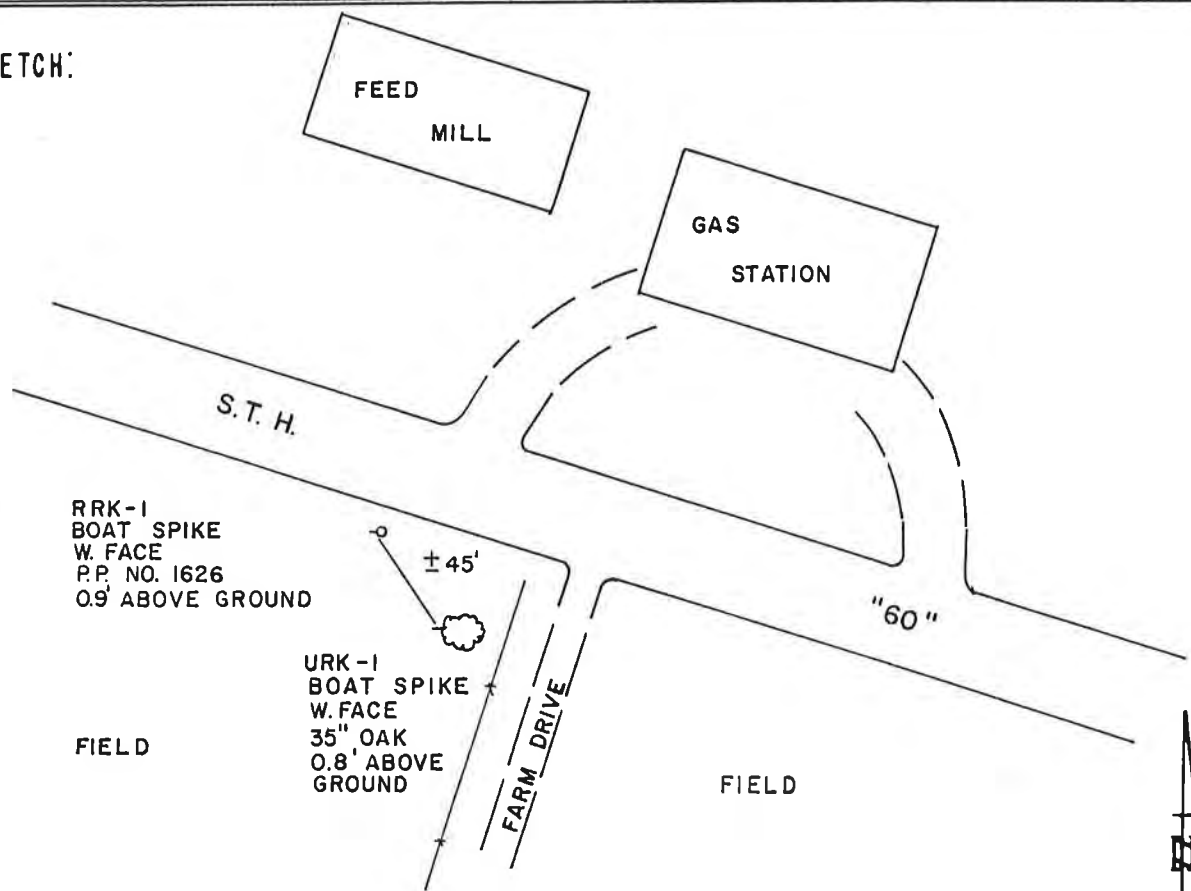 ETCH:
FEED
MILL
GAS
STATION
S.T.H.
RRK-1
BOAT SPIKE
W. FACE
P.P. NO. 1626
0.9' ABOVE GROUND
± 45'
"60"
URK-1
BOAT SPIKE
W. FACE
35" OAK
0.8' ABOVE
GROUND
FIELD
FARM DRIVE
FIELD